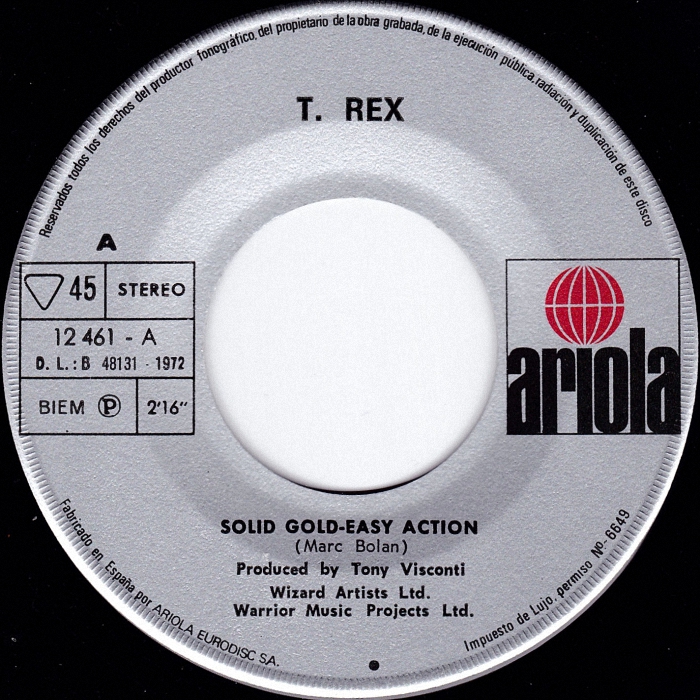 Reservados todos los derechos del productor fonográfico, del propietario de la obra grabada, de la ejecución pública, radiación y duplicación de este disco
T. REX
A
45 STEREO
12 461 - A
D. L.: B 48131 - 1972
BIEM P 2'16"
ariola
SOLID GOLD-EASY ACTION
(Marc Bolan)
Produced by Tony Visconti
Wizard Artists Ltd.
Warrior Music Projects Ltd.
Fabricado en España por ARIOLA EURODISC S.A.
Impuesto de Lujo, permiso Nº- 6649